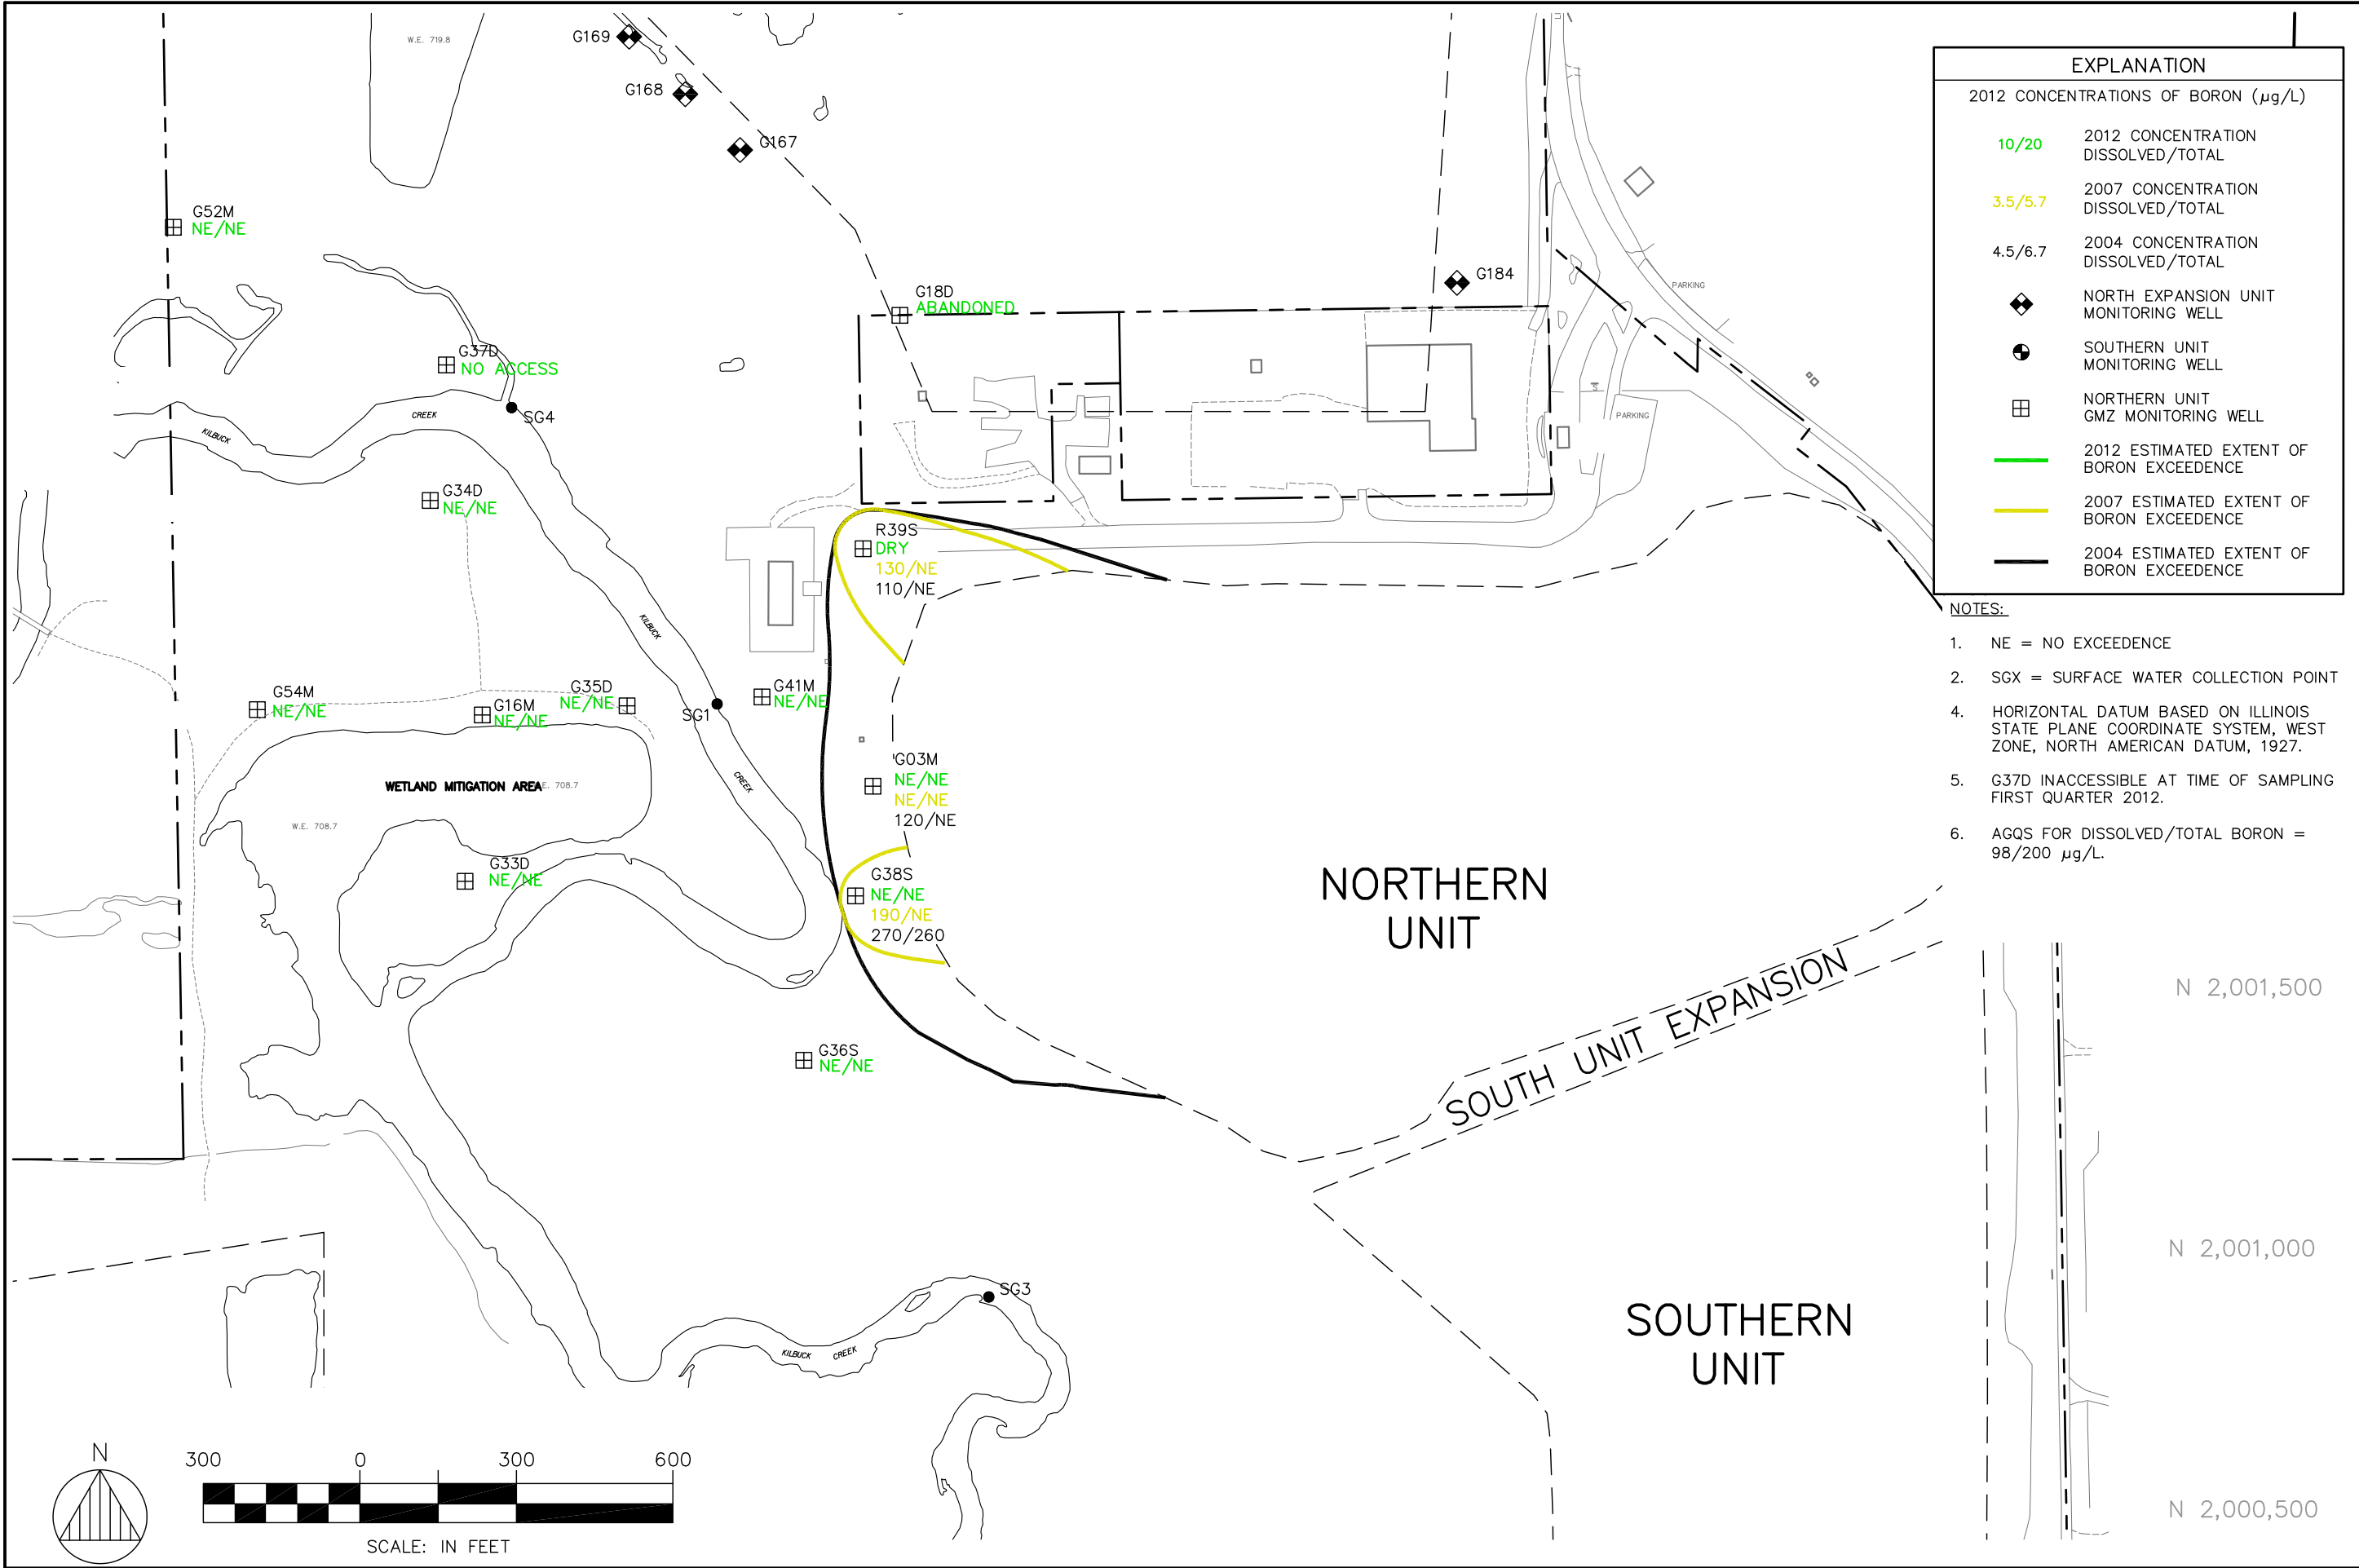 W.E. 719.8
G169
G168
G167
G52M
NE/NE
G184
G18D
ABANDONED
G37D
NO ACCESS
SG4
KILBUCK
CREEK
PARKING
PARKING
G34D
NE/NE
R39S
DRY
130/NE
110/NE
KILBUCK
CREEK
G54M
NE/NE
G16M
NE/NE
G35D
NE/NE
SG1
G41M
NE/NE
WETLAND MITIGATION AREA
E. 708.7
W.E. 708.7
G03M
NE/NE
NE/NE
120/NE
G33D
NE/NE
G38S
NE/NE
190/NE
270/260
G36S
NE/NE
NORTHERN
UNIT
SOUTH UNIT EXPANSION
SOUTHERN
UNIT
SG3
KILBUCK
CREEK
EXPLANATION
2012 CONCENTRATIONS OF BORON (µg/L)
10/20
2012 CONCENTRATION
DISSOLVED/TOTAL
3.5/5.7
2007 CONCENTRATION
DISSOLVED/TOTAL
4.5/6.7
2004 CONCENTRATION
DISSOLVED/TOTAL
NORTH EXPANSION UNIT
MONITORING WELL
SOUTHERN UNIT
MONITORING WELL
NORTHERN UNIT
GMZ MONITORING WELL
2012 ESTIMATED EXTENT OF
BORON EXCEEDENCE
2007 ESTIMATED EXTENT OF
BORON EXCEEDENCE
2004 ESTIMATED EXTENT OF
BORON EXCEEDENCE
NOTES:
1. NE = NO EXCEEDENCE
2. SGX = SURFACE WATER COLLECTION POINT
4. HORIZONTAL DATUM BASED ON ILLINOIS
STATE PLANE COORDINATE SYSTEM, WEST
ZONE, NORTH AMERICAN DATUM, 1927.
5. G37D INACCESSIBLE AT TIME OF SAMPLING
FIRST QUARTER 2012.
6. AGQS FOR DISSOLVED/TOTAL BORON =
98/200 µg/L.
N 2,001,500
N 2,001,000
N 2,000,500
N
300 0 300 600
SCALE: IN FEET